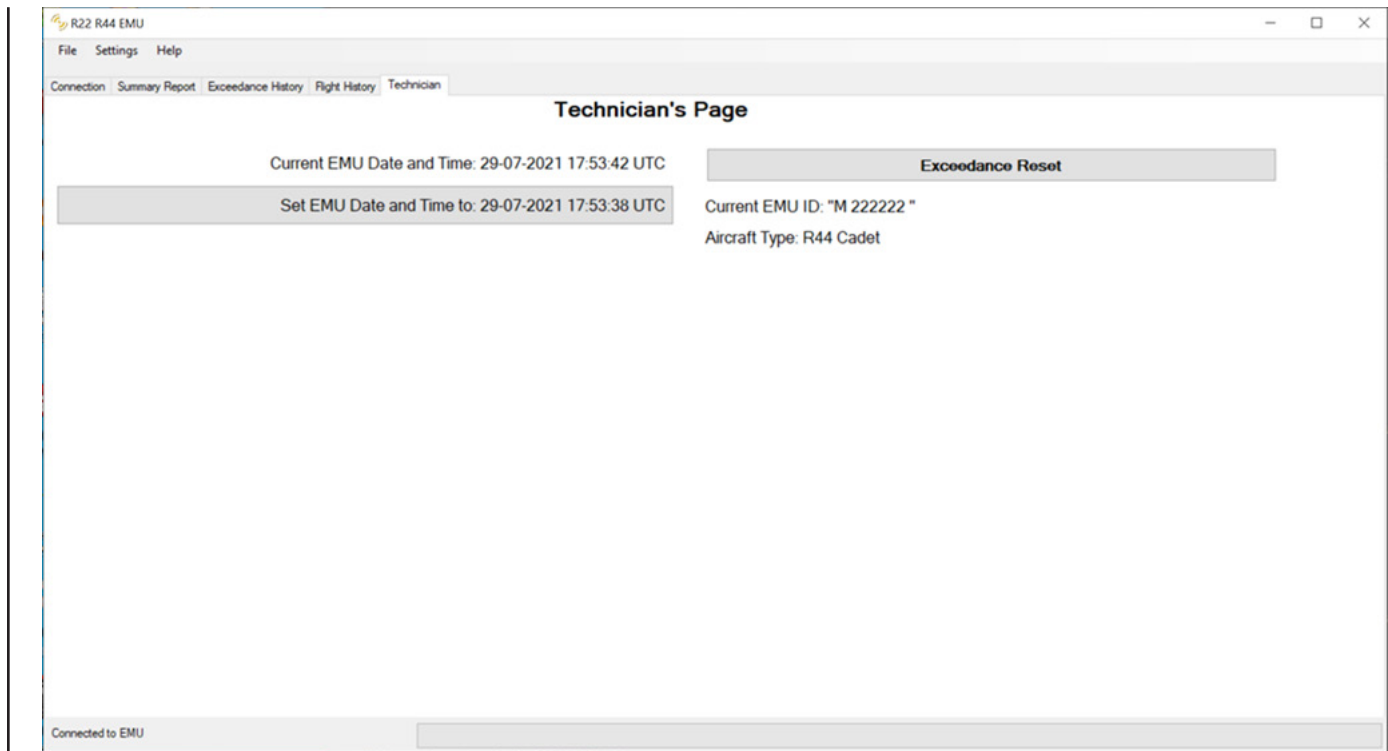 R22 R44 EMU
File Settings Help
Connection Summary Report Exceedance History Flight History Technician
Technician's Page
Current EMU Date and Time: 29-07-2021 17:53:42 UTC
Exceedance Reset
Set EMU Date and Time to: 29-07-2021 17:53:38 UTC
Current EMU ID: "M 222222 "
Aircraft Type: R44 Cadet
Connected to EMU